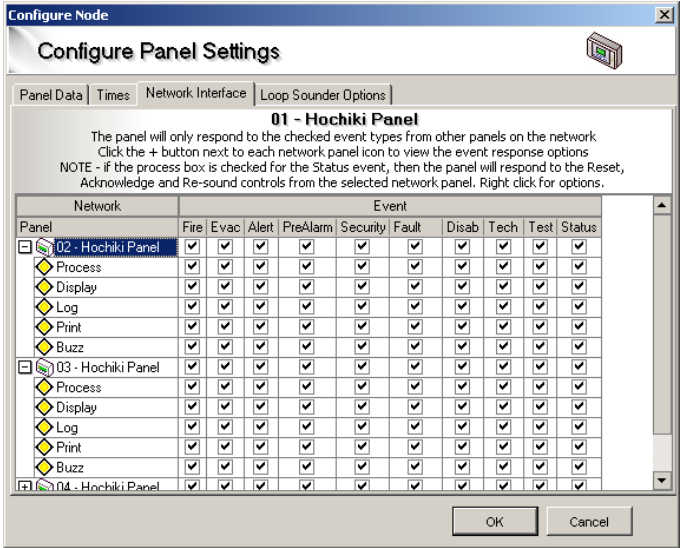 Configure Node
Configure Panel Settings
Panel Data Times Network Interface Loop Sounder Options
01 - Hochiki Panel
The panel will only respond to the checked event types from other panels on the network
Click the + button next to each network panel icon to view the event response options
NOTE - if the process box is checked for the Status event, then the panel will respond to the Reset,
Acknowledge and Re-sound controls from the selected network panel. Right click for options.
Network Event
Panel Fire Evac Alert PreAlarm Security Fault Disab Tech Test Status
02 - Hochiki Panel
Process
Display
Log
Print
Buzz
03 - Hochiki Panel
Process
Display
Log
Print
Buzz
04 - Hochiki Panel
OK Cancel